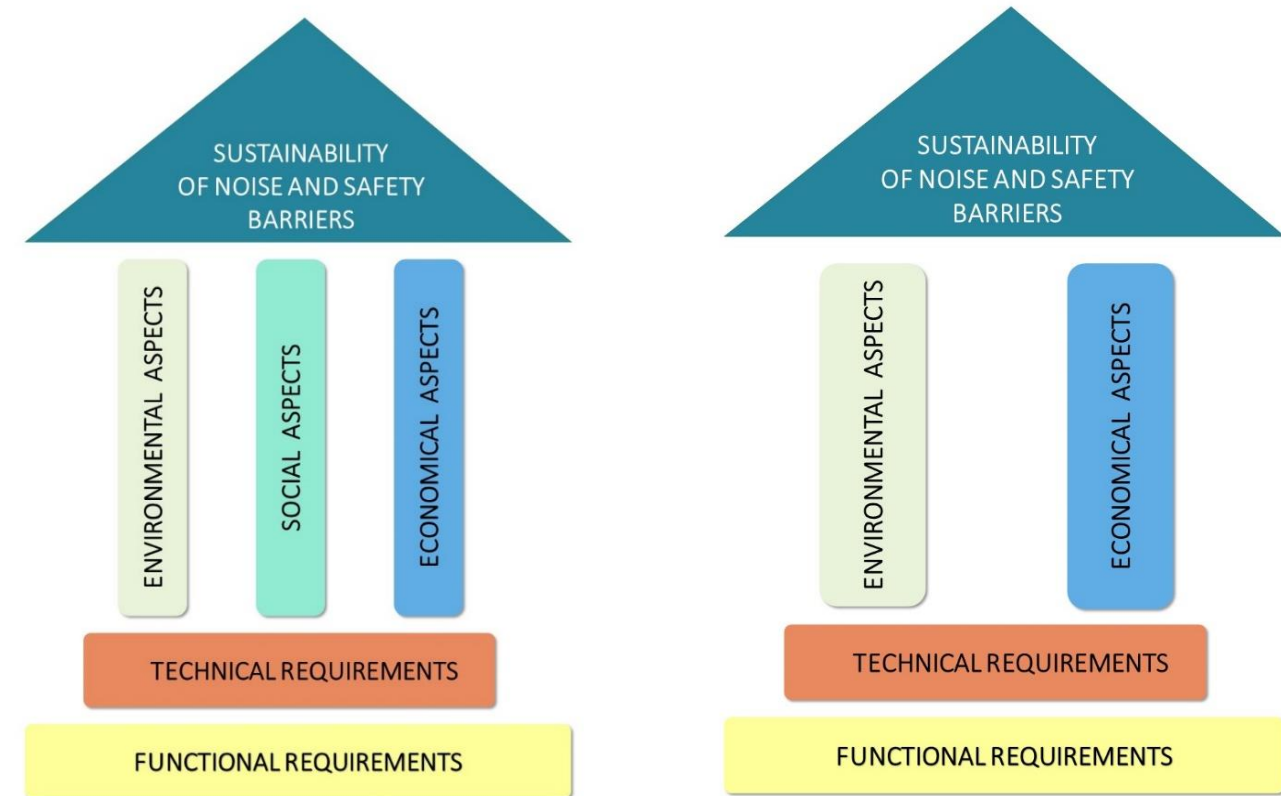 SUSTAINABILITY
OF NOISE AND SAFETY
BARRIERS
ENVIRONMENTAL ASPECTS
SOCIAL ASPECTS
ECONOMICAL ASPECTS
TECHNICAL REQUIREMENTS
FUNCTIONAL REQUIREMENTS
SUSTAINABILITY
OF NOISE AND SAFETY
BARRIERS
ENVIRONMENTAL ASPECTS
ECONOMICAL ASPECTS
TECHNICAL REQUIREMENTS
FUNCTIONAL REQUIREMENTS